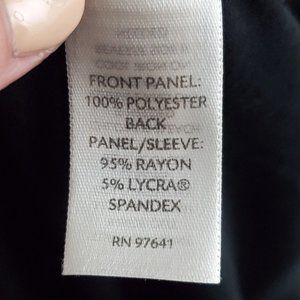 FRONT PANEL:
100% POLYESTER
BACK
PANEL/SLEEVE:
95% RAYON
5% LYCRA®
SPANDEX
RN 97641